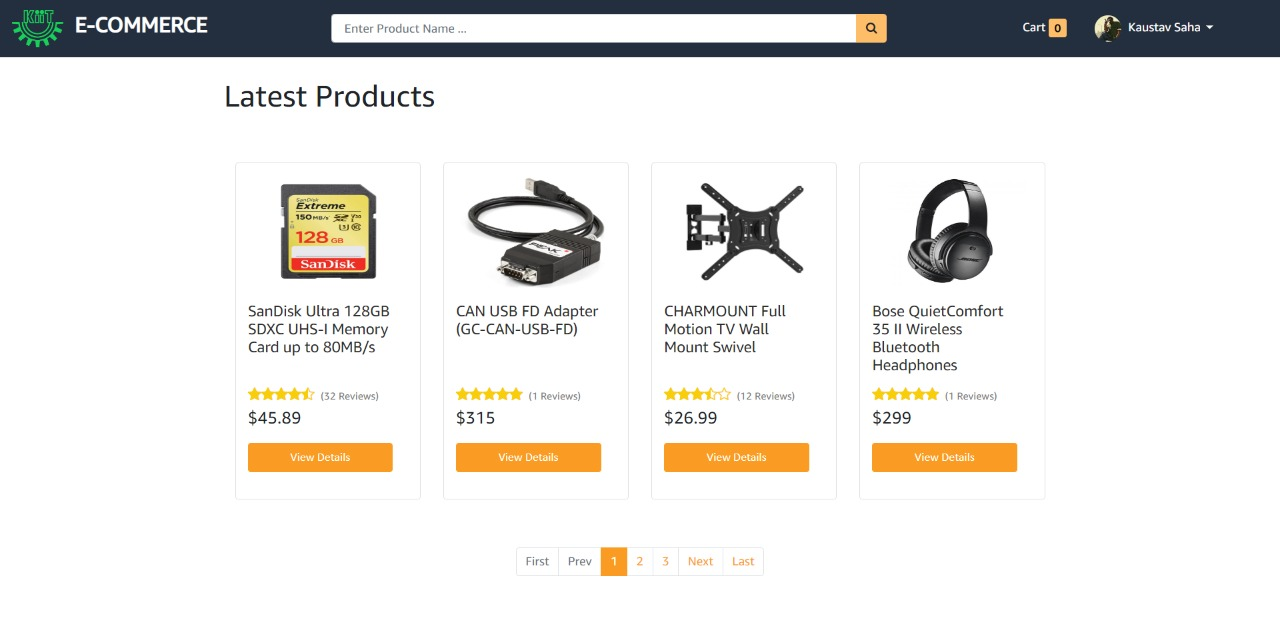 KiiT
E-COMMERCE
Enter Product Name ...
Cart 0
Kaustav Saha
Latest Products
SanDisk
Extreme
150 MB/s
128 GB
SanDisk
PEAK
SanDisk Ultra 128GB
SDXC UHS-I Memory
Card up to 80MB/s
(32 Reviews)
$45.89
View Details
CAN USB FD Adapter
(GC-CAN-USB-FD)
(1 Reviews)
$315
View Details
CHARMOUNT Full
Motion TV Wall
Mount Swivel
(12 Reviews)
$26.99
View Details
Bose QuietComfort
35 II Wireless
Bluetooth
Headphones
(1 Reviews)
$299
View Details
First Prev 1 2 3 Next Last